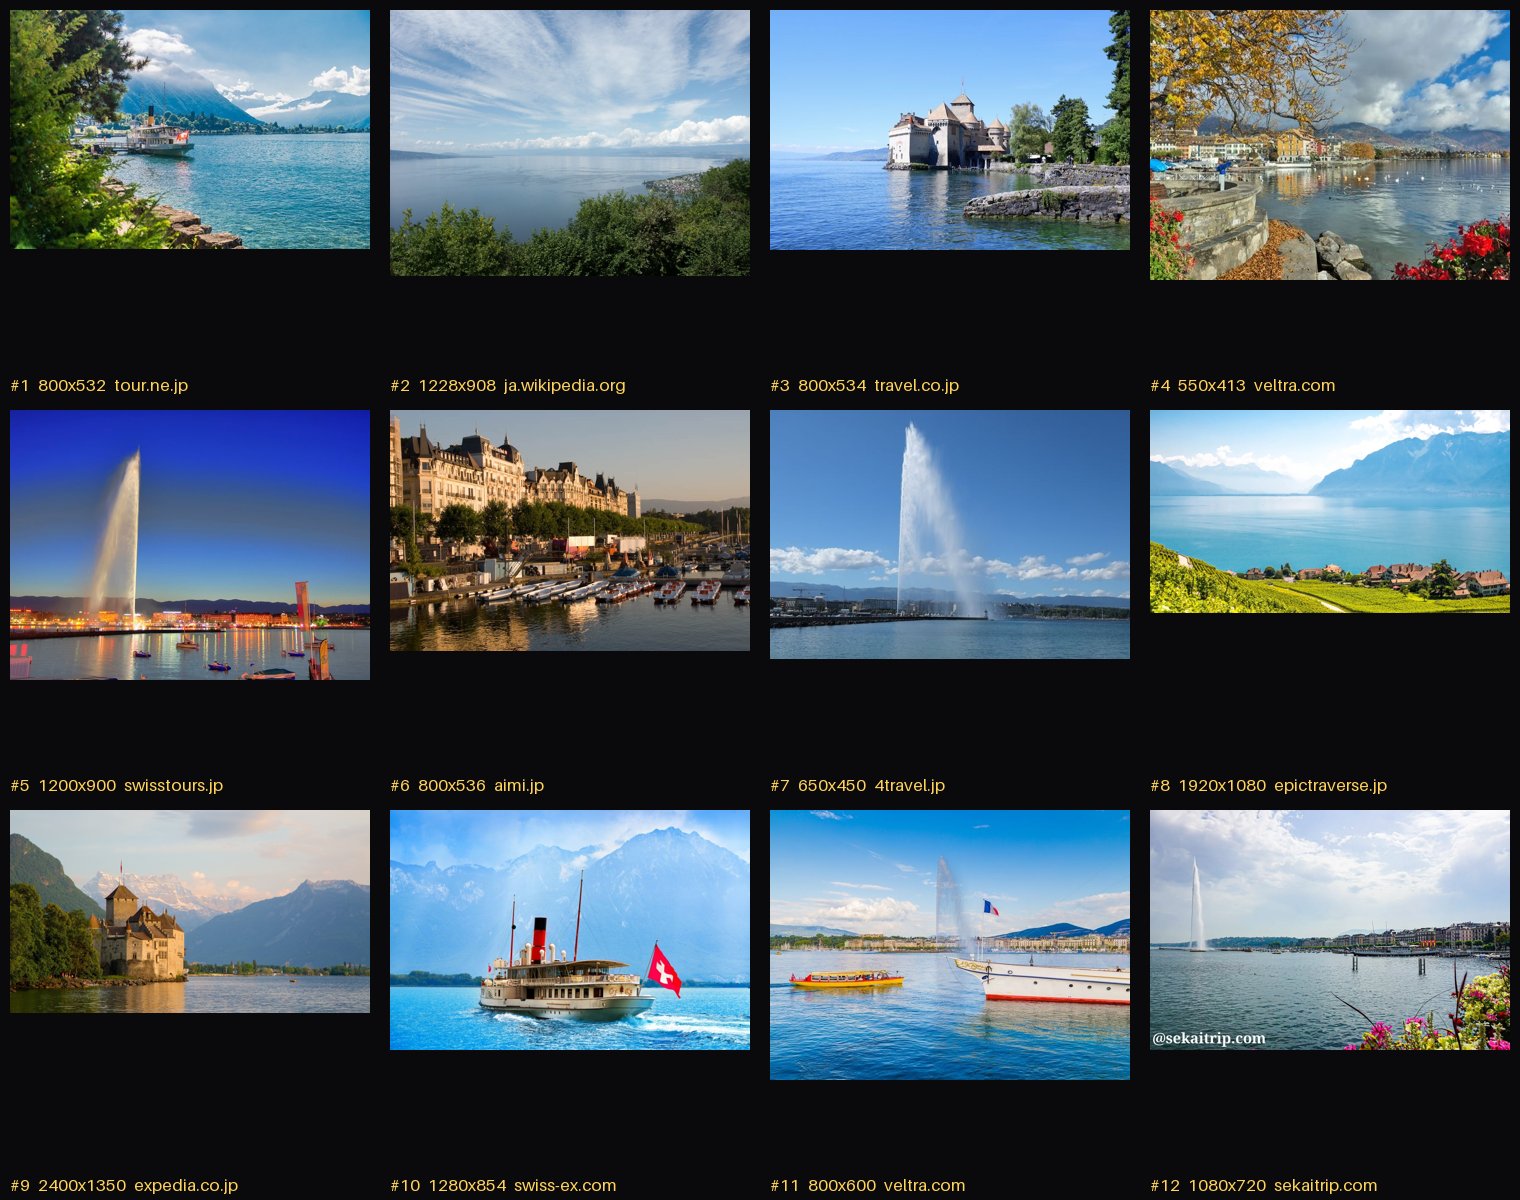 #1 800x532 tour.ne.jp
#2 1228x908 ja.wikipedia.org
#3 800x534 travel.co.jp
#4 550x413 veltra.com
#5 1200x900 swisstours.jp
#6 800x536 aimi.jp
#7 650x450 4travel.jp
#8 1920x1080 epictraverse.jp
@sekaitrip.com
#9 2400x1350 expedia.co.jp
#10 1280x854 swiss-ex.com
#11 800x600 veltra.com
#12 1080x720 sekaitrip.com